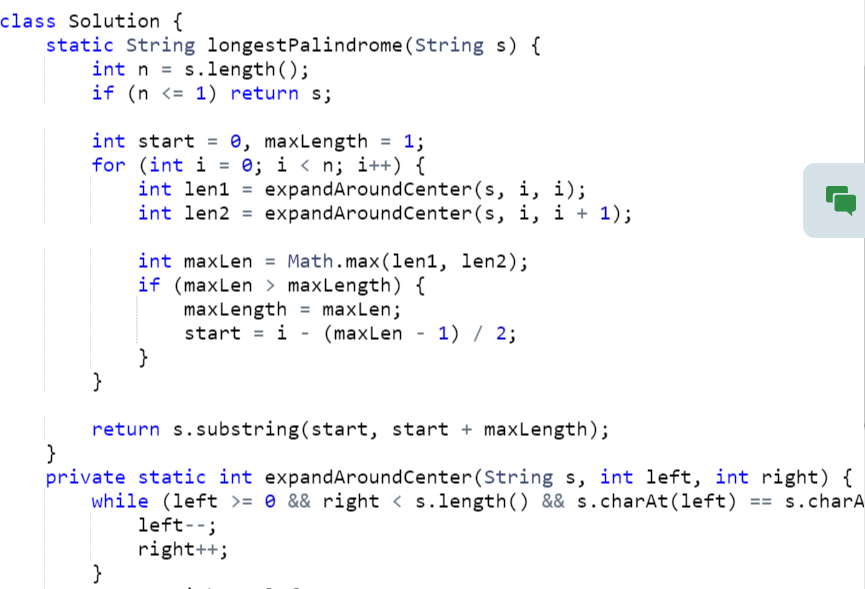 class Solution {
    static String longestPalindrome(String s) {
        int n = s.length();
        if (n <= 1) return s;

        int start = 0, maxLength = 1;
        for (int i = 0; i < n; i++) {
            int len1 = expandAroundCenter(s, i, i);
            int len2 = expandAroundCenter(s, i, i + 1);

            int maxLen = Math.max(len1, len2);
            if (maxLen > maxLength) {
                maxLength = maxLen;
                start = i - (maxLen - 1) / 2;
            }
        }

        return s.substring(start, start + maxLength);
    }
    private static int expandAroundCenter(String s, int left, int right) {
        while (left >= 0 && right < s.length() && s.charAt(left) == s.charA
            left--;
            right++;
        }